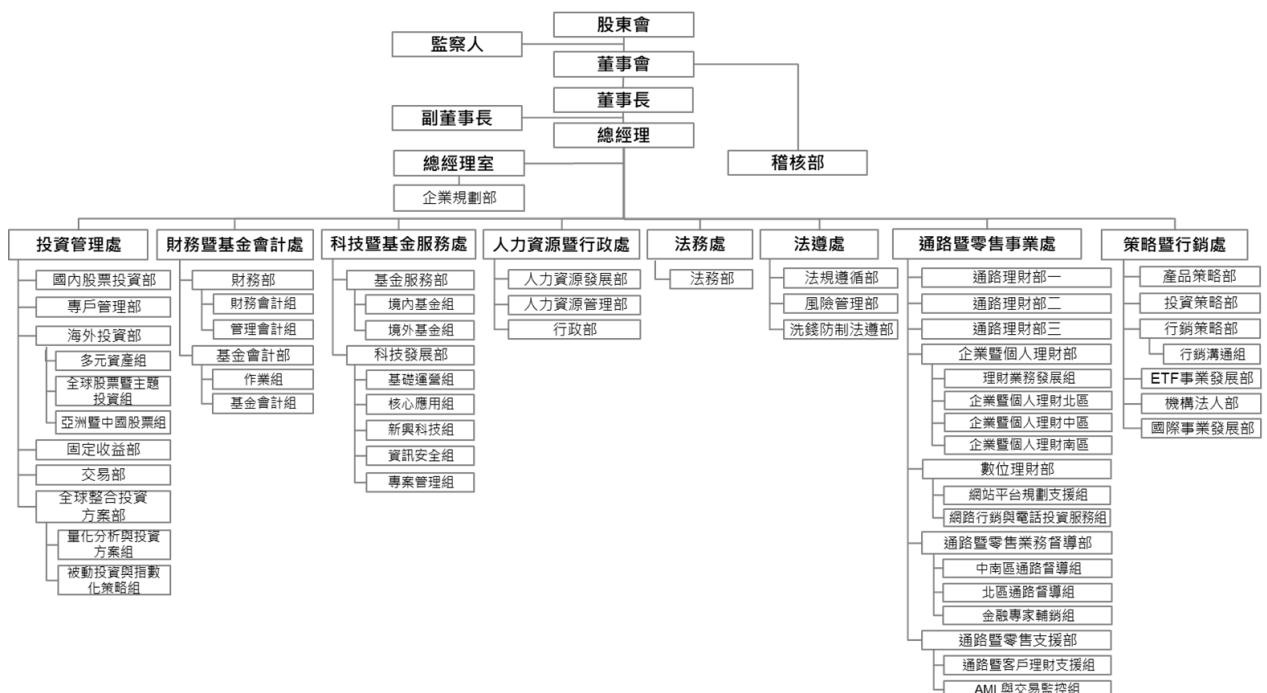 股東會
監察人
董事會
董事長
副董事長
總經理
總經理室
稽核部
企業規劃部
投資管理處
國內股票投資部
專戶管理部
海外投資部
多元資產組
全球股票暨主題
投資組
亞洲暨中國股票組
固定收益部
交易部
全球整合投資
方案部
量化分析與投資
方案組
被動投資與指數
化策略組
財務暨基金會計處
財務部
財務會計組
管理會計組
基金會計部
作業組
基金會計組
科技暨基金服務處
基金服務部
境內基金組
境外基金組
科技發展部
基礎運營組
核心應用組
新興科技組
資訊安全組
專案管理組
人力資源暨行政處
人力資源發展部
人力資源管理部
行政部
法務處
法務部
法遵處
法規遵循部
風險管理部
洗錢防制法遵部
通路暨零售事業處
通路理財部一
通路理財部二
通路理財部三
企業暨個人理財部
理財業務發展組
企業暨個人理財北區
企業暨個人理財中區
企業暨個人理財南區
數位理財部
網站平台規劃支援組
網路行銷與電話投資服務組
通路暨零售業務督導部
中南區通路督導組
北區通路督導組
金融專家輔銷組
通路暨零售支援部
通路暨客戶理財支援組
AML與交易監控組
策略暨行銷處
產品策略部
投資策略部
行銷策略部
行銷溝通組
ETF事業發展部
機構法人部
國際事業發展部